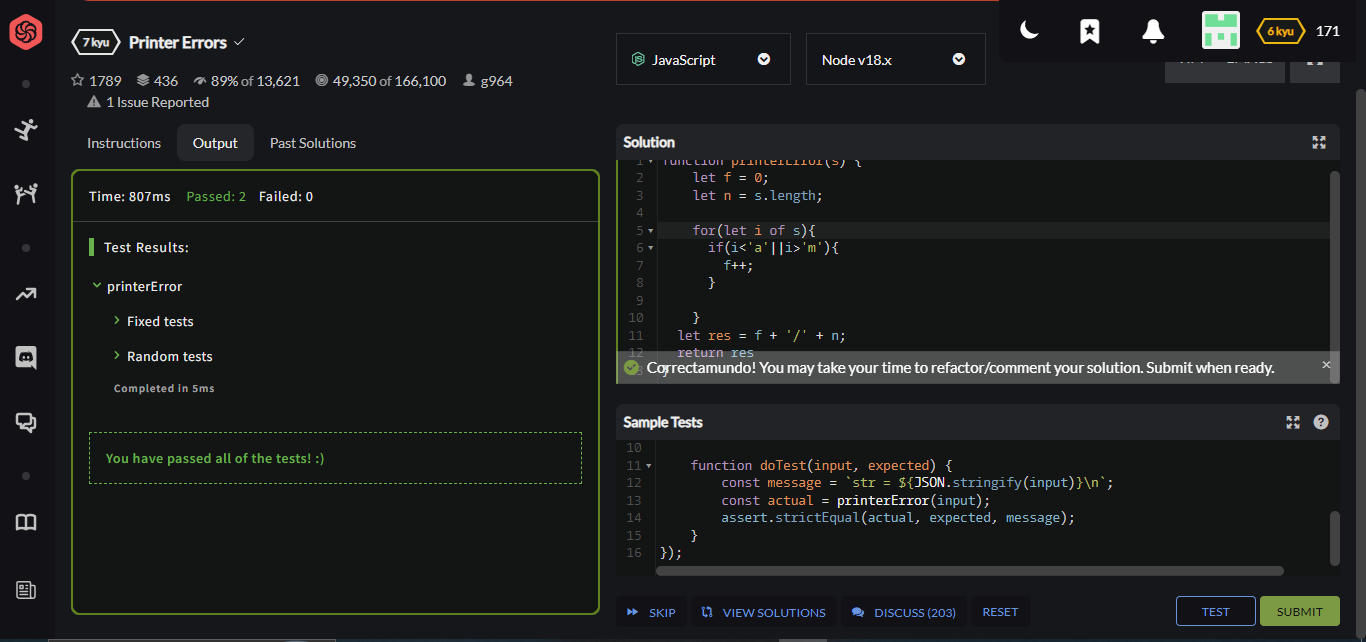 7 kyu Printer Errors
1789 436 89% of 13,621 49,350 of 166,100 g964
1 Issue Reported
JavaScript
Node v18.x
6 kyu 171
Instructions Output Past Solutions
Time: 807ms Passed: 2 Failed: 0
Test Results:
printerError
Fixed tests
Random tests
Completed in 5ms
You have passed all of the tests! :)
Solution
1 function printerError(s) {
2 let f = 0;
3 let n = s.length;
4
5 for(let i of s){
6 if(i<'a'||i>'m'){
7 f++;
8 }
9
10 }
11 let res = f + '/' + n;
12 return res
13 }
Correctamundo! You may take your time to refactor/comment your solution. Submit when ready.
Sample Tests
10
11 function doTest(input, expected) {
12 const message = `str = ${JSON.stringify(input)}\n`;
13 const actual = printerError(input);
14 assert.strictEqual(actual, expected, message);
15 }
16 });
SKIP VIEW SOLUTIONS DISCUSS (203) RESET TEST SUBMIT